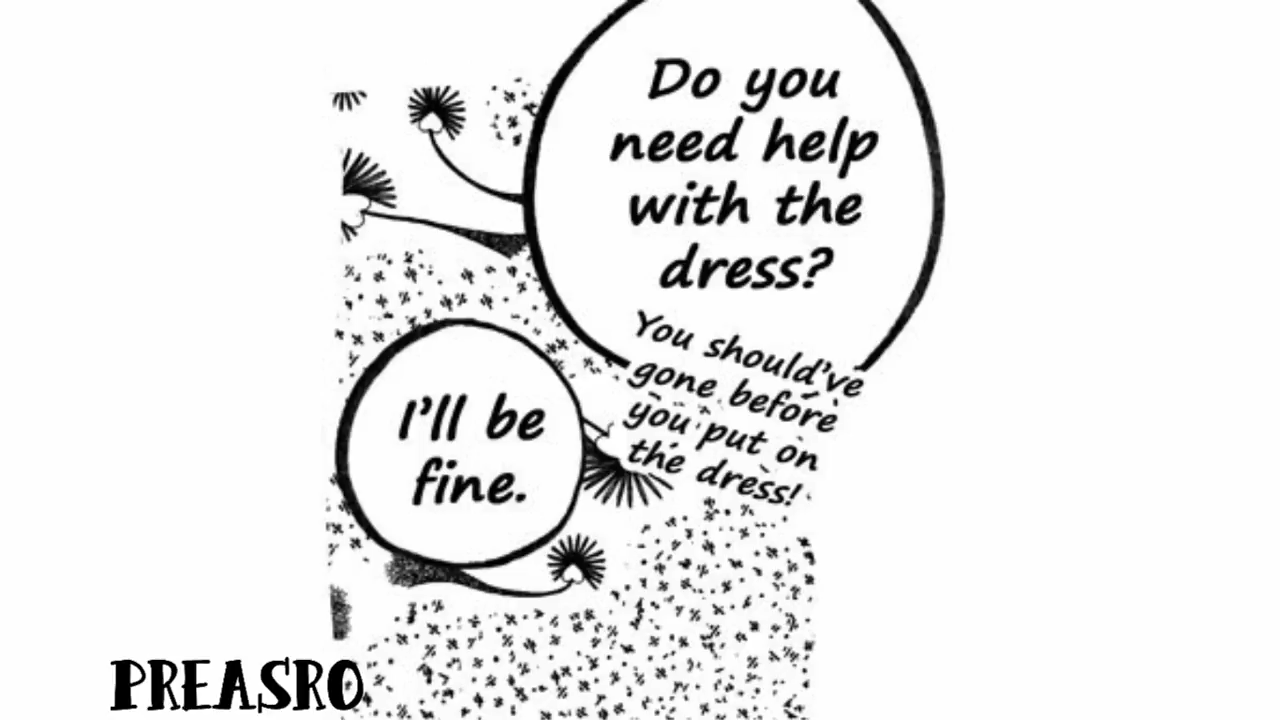 Do you
need help
with the
dress?
You should've
gone before
you put on
the dress!
I'll be
fine.
PREASRO